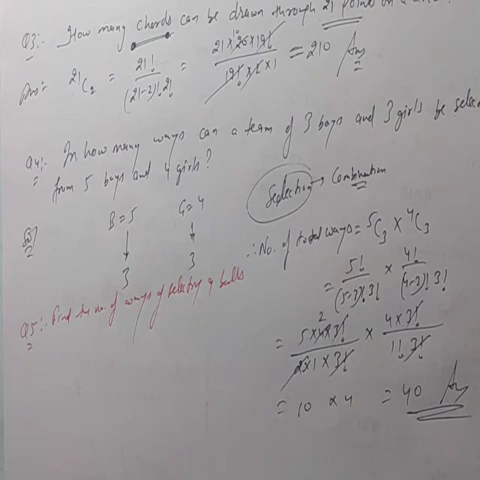 Q3:- How many chords can be drawn through 21 points on a
Ans:- ²¹C₂ = 21! / (21-2)! 2! = 21 × 20 × 19! / 19! × 2 × 1 = 210 Ans
Q4:- In how many ways can a team of 3 boys and 3 girls be selec
from 5 boys and 4 girls?
Selection → Combination
B = 5 G = 4
3 3
∴ No. of total ways = ⁵C₃ × ⁴C₃
= 5! / (5-3)! 3! × 4! / (4-3)! 3!
= 5 × 4 × 3! / 2 × 1 × 3! × 4 × 3! / 1! 3!
= 10 × 4 = 40 Ans
Q5:- Find the no. of ways of selecting 9 balls